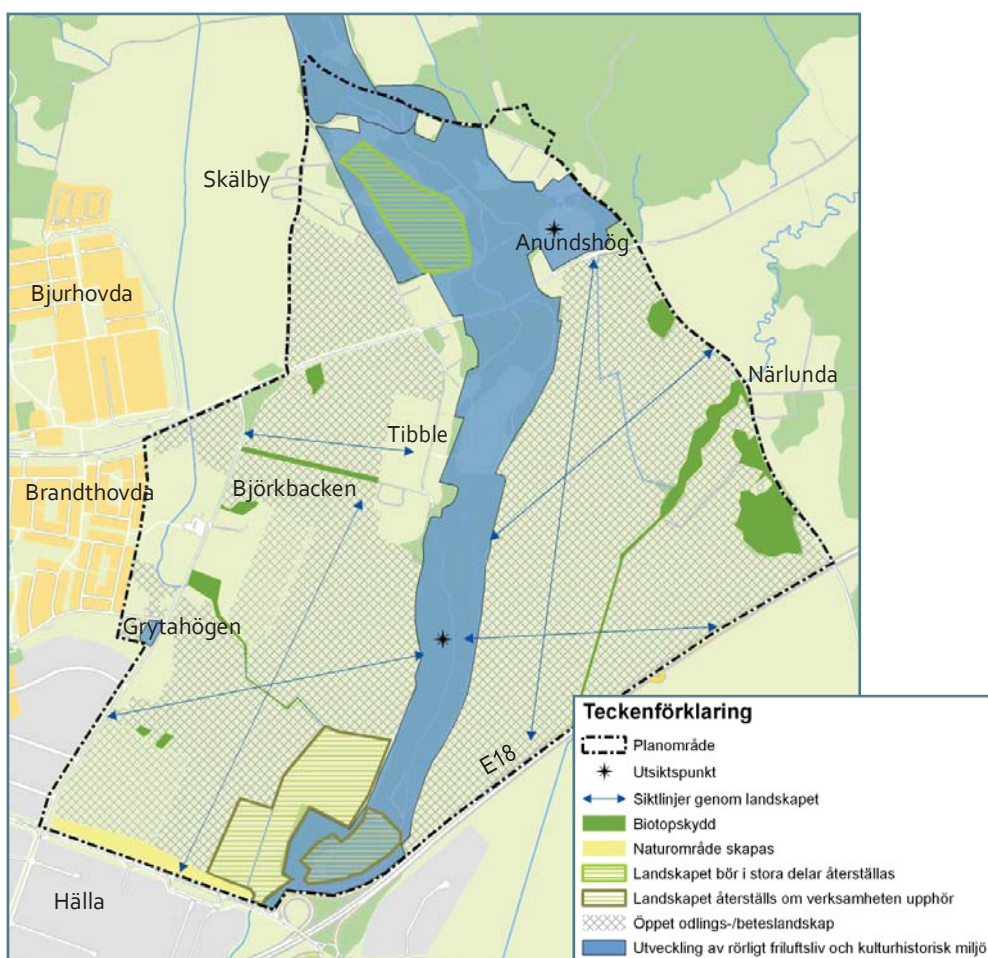 Skälby
Anundshög
Bjurhovda
Närlunda
Tibble
Brandthovda
Björkbacken
Grytahögen
E18
Hälla
Teckenförklaring
Planområde
Utsiktspunkt
Siktlinjer genom landskapet
Biotopskydd
Naturområde skapas
Landskapet bör i stora delar återställas
Landskapet återställs om verksamheten upphör
Öppet odlings-/beteslandskap
Utveckling av rörligt friluftsliv och kulturhistorisk miljö